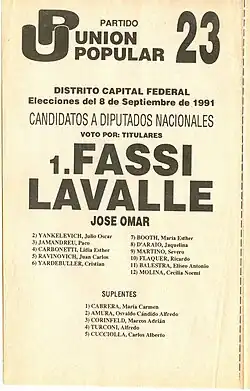 UP
PARTIDO
UNION
POPULAR
23
DISTRITO CAPITAL FEDERAL
Elecciones del 8 de Septiembre de 1991
CANDIDATOS A DIPUTADOS NACIONALES
VOTO POR: TITULARES
1.FASSI
LAVALLE
JOSE OMAR
2) YANKELEVICH, Julio Oscar
3) JAMANDREU, Paco
4) CARBONETTI, Lidia Esther
5) RAVINOVICH, Juan Carlos
6) YARDEBULLER, Cristian
7) BOOTH, María Esther
8) D'ARAIO, Jaquelina
9) MARTINO, Severo
10) FLAQUER, Ricardo
11) BALESTRA, Eliseo Antonio
12) MOLINA, Cecilia Noemí
SUPLENTES
1) CABRERA, María Carmen
2) AMURA, Osvaldo Cándido Alfredo
3) CORINFELD, Marcos Adrián
4) TURCONI, Alfredo
5) CUCCIOLLA, Carlos Alberto